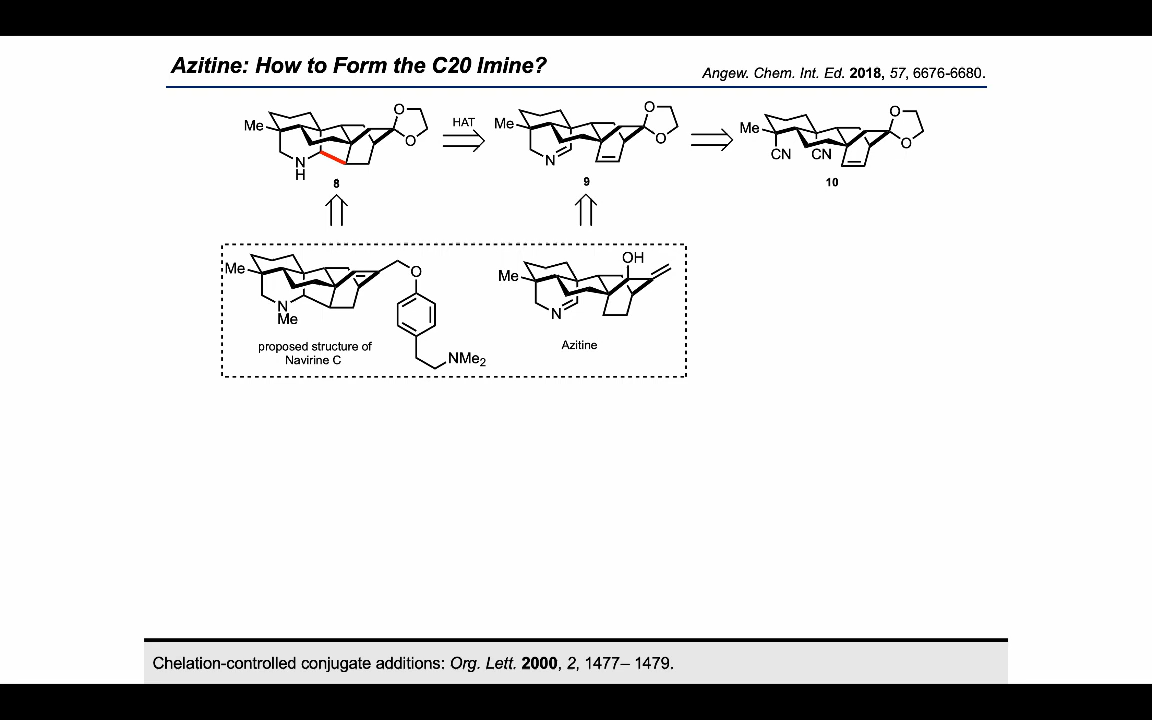 Azitine: How to Form the C20 Imine?
Angew. Chem. Int. Ed. 2018, 57, 6676-6680.
Me
N
H
O
O
8
HAT
Me
N
O
O
9
Me
CN
CN
O
O
10
Me
N
Me
O
NMe2
proposed structure of
Navirine C
Me
N
OH
Azitine
Chelation-controlled conjugate additions: Org. Lett. 2000, 2, 1477– 1479.